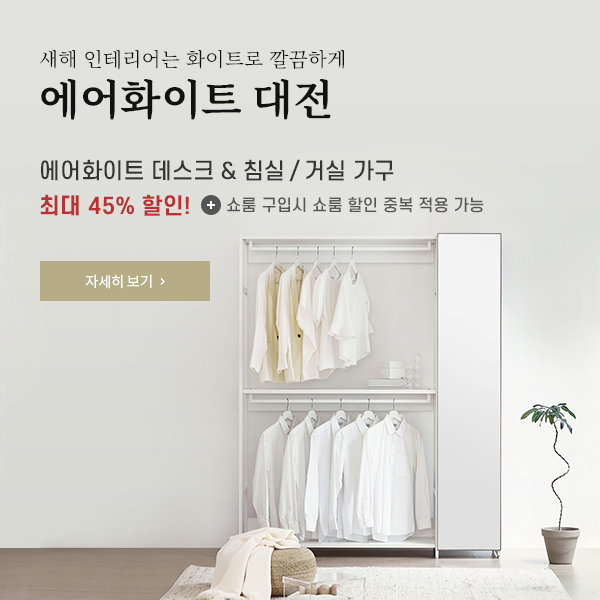 새해 인테리어는 화이트로 깔끔하게
에어화이트 대전
에어화이트 데스크 & 침실 / 거실 가구
최대 45% 할인! + 쇼룸 구입시 쇼룸 할인 중복 적용 가능
자세히 보기 >